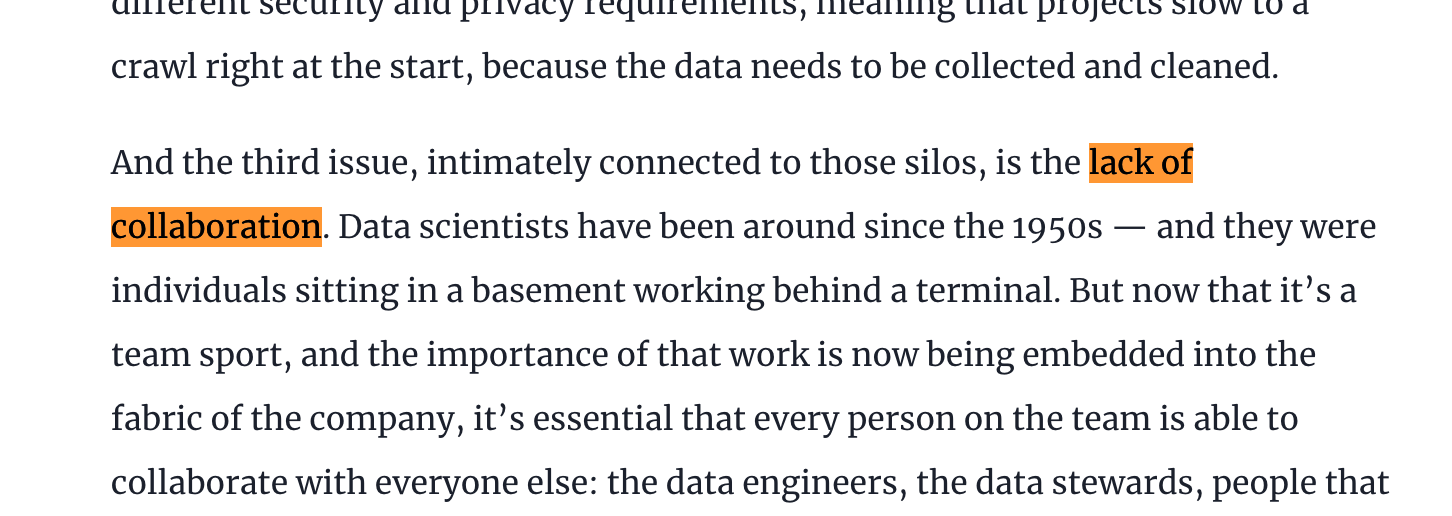 different security and privacy requirements, meaning that projects slow to a
crawl right at the start, because the data needs to be collected and cleaned.
And the third issue, intimately connected to those silos, is the lack of
collaboration. Data scientists have been around since the 1950s — and they were
individuals sitting in a basement working behind a terminal. But now that it’s a
team sport, and the importance of that work is now being embedded into the
fabric of the company, it’s essential that every person on the team is able to
collaborate with everyone else: the data engineers, the data stewards, people that